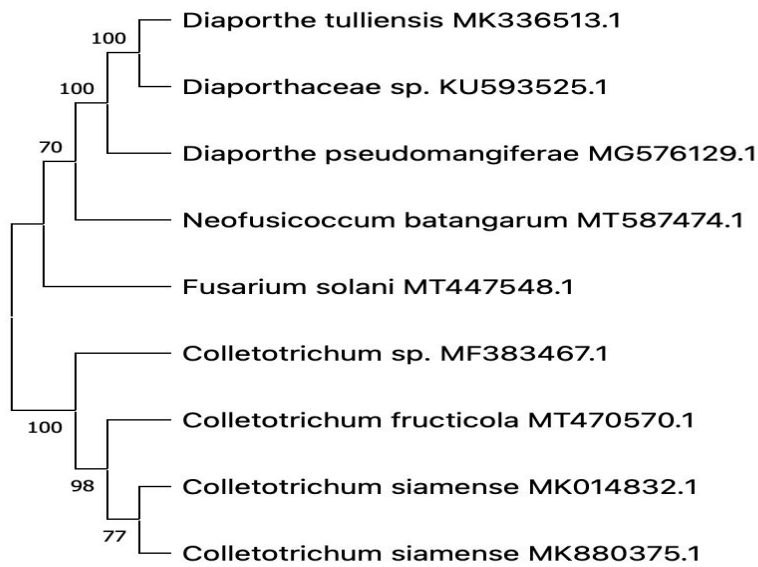 Diaporthe tulliensis MK336513.1
100
Diaporthaceae sp. KU593525.1
100
Diaporthe pseudomangiferae MG576129.1
70
Neofusicoccum batangarum MT587474.1
Fusarium solani MT447548.1
Colletotrichum sp. MF383467.1
Colletotrichum fructicola MT470570.1
100
Colletotrichum siamense MK014832.1
98
77
Colletotrichum siamense MK880375.1